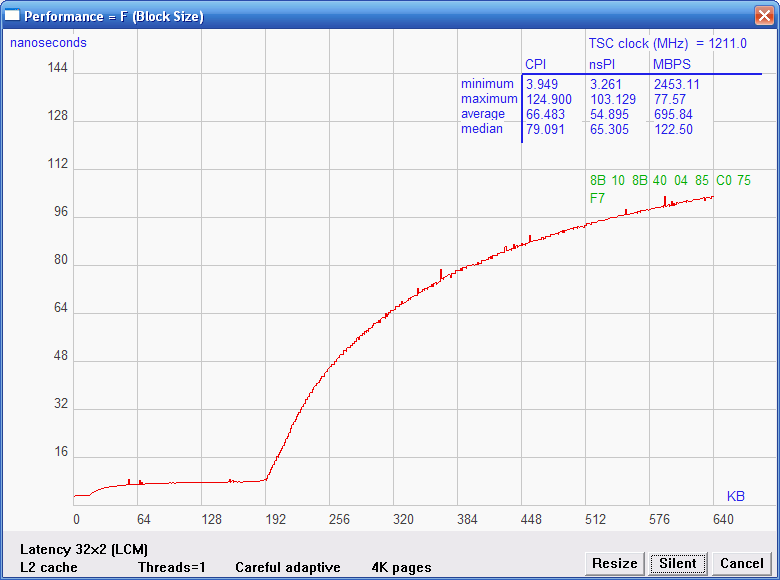 Performance = F (Block Size)
nanoseconds
TSC clock (MHz) = 1211.0
CPI nsPI MBPS
minimum 3.949 3.261 2453.11
maximum 124.900 103.129 77.57
average 66.483 54.895 695.84
median 79.091 65.305 122.50
8B 10 8B 40 04 85 C0 75
F7
144
128
112
96
80
64
48
32
16
KB
0 64 128 192 256 320 384 448 512 576 640
Latency 32x2 (LCM)
L2 cache Threads=1 Careful adaptive 4K pages
Resize Silent Cancel